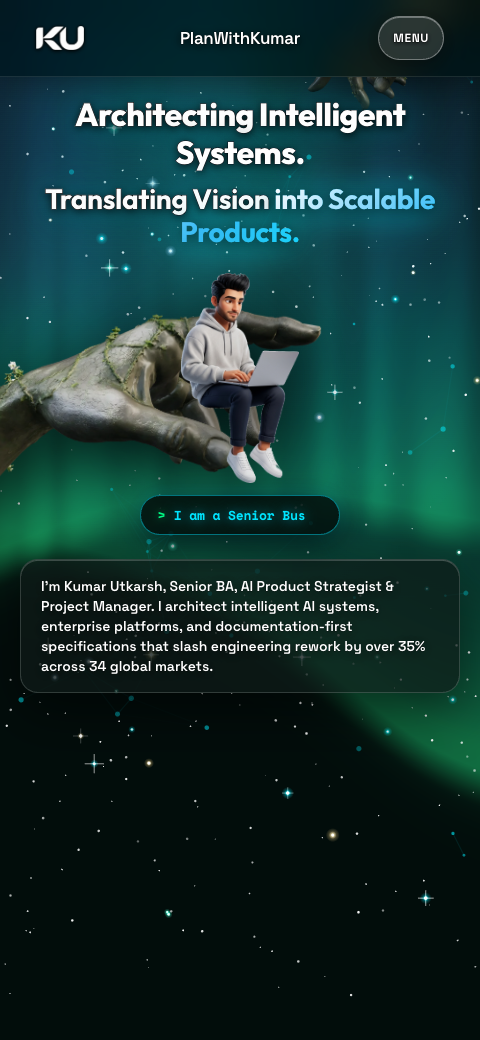 KU
PlanWithKumar
MENU
Architecting Intelligent
Systems.
Translating Vision into Scalable
Products.
> I am a Senior Bus
I'm Kumar Utkarsh, Senior BA, AI Product Strategist &
Project Manager. I architect intelligent AI systems,
enterprise platforms, and documentation-first
specifications that slash engineering rework by over 35%
across 34 global markets.